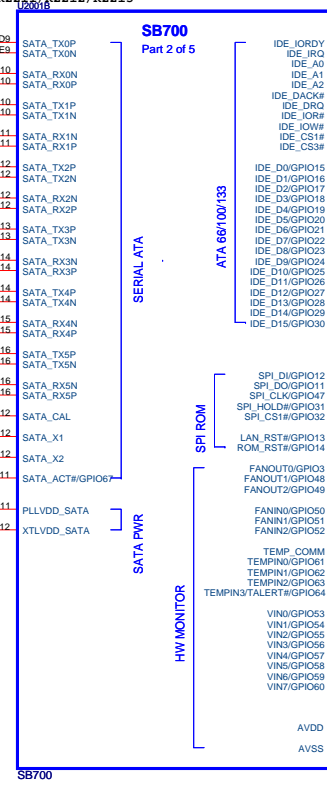 U2001B
SB700
Part 2 of 5
SATA_TX0P
SATA_TX0N
SATA_RX0N
SATA_RX0P
SATA_TX1P
SATA_TX1N
SATA_RX1N
SATA_RX1P
SATA_TX2P
SATA_TX2N
SATA_RX2N
SATA_RX2P
SATA_TX3P
SATA_TX3N
SATA_RX3N
SATA_RX3P
SATA_TX4P
SATA_TX4N
SATA_RX4N
SATA_RX4P
SATA_TX5P
SATA_TX5N
SATA_RX5N
SATA_RX5P
SATA_CAL
SATA_X1
SATA_X2
SATA_ACT#/GPIO67
PLLVDD_SATA
XTLVDD_SATA
SERIAL ATA
SATA PWR
ATA 66/100/133
SPI ROM
HW MONITOR
IDE_IORDY
IDE_IRQ
IDE_A0
IDE_A1
IDE_A2
IDE_DACK#
IDE_DRQ
IDE_IOR#
IDE_IOW#
IDE_CS1#
IDE_CS3#
IDE_D0/GPIO15
IDE_D1/GPIO16
IDE_D2/GPIO17
IDE_D3/GPIO18
IDE_D4/GPIO19
IDE_D5/GPIO20
IDE_D6/GPIO21
IDE_D7/GPIO22
IDE_D8/GPIO23
IDE_D9/GPIO24
IDE_D10/GPIO25
IDE_D11/GPIO26
IDE_D12/GPIO27
IDE_D13/GPIO28
IDE_D14/GPIO29
IDE_D15/GPIO30
SPI_DI/GPIO12
SPI_DO/GPIO11
SPI_CLK/GPIO47
SPI_HOLD#/GPIO31
SPI_CS1#/GPIO32
LAN_RST#/GPIO13
ROM_RST#/GPIO14
FANOUT0/GPIO3
FANOUT1/GPIO48
FANOUT2/GPIO49
FANIN0/GPIO50
FANIN1/GPIO51
FANIN2/GPIO52
TEMP_COMM
TEMPIN0/GPIO61
TEMPIN1/GPIO62
TEMPIN2/GPIO63
TEMPIN3/TALERT#/GPIO64
VIN0/GPIO53
VIN1/GPIO54
VIN2/GPIO55
VIN3/GPIO56
VIN4/GPIO57
VIN5/GPIO58
VIN6/GPIO59
VIN7/GPIO60
AVDD
AVSS
SB700